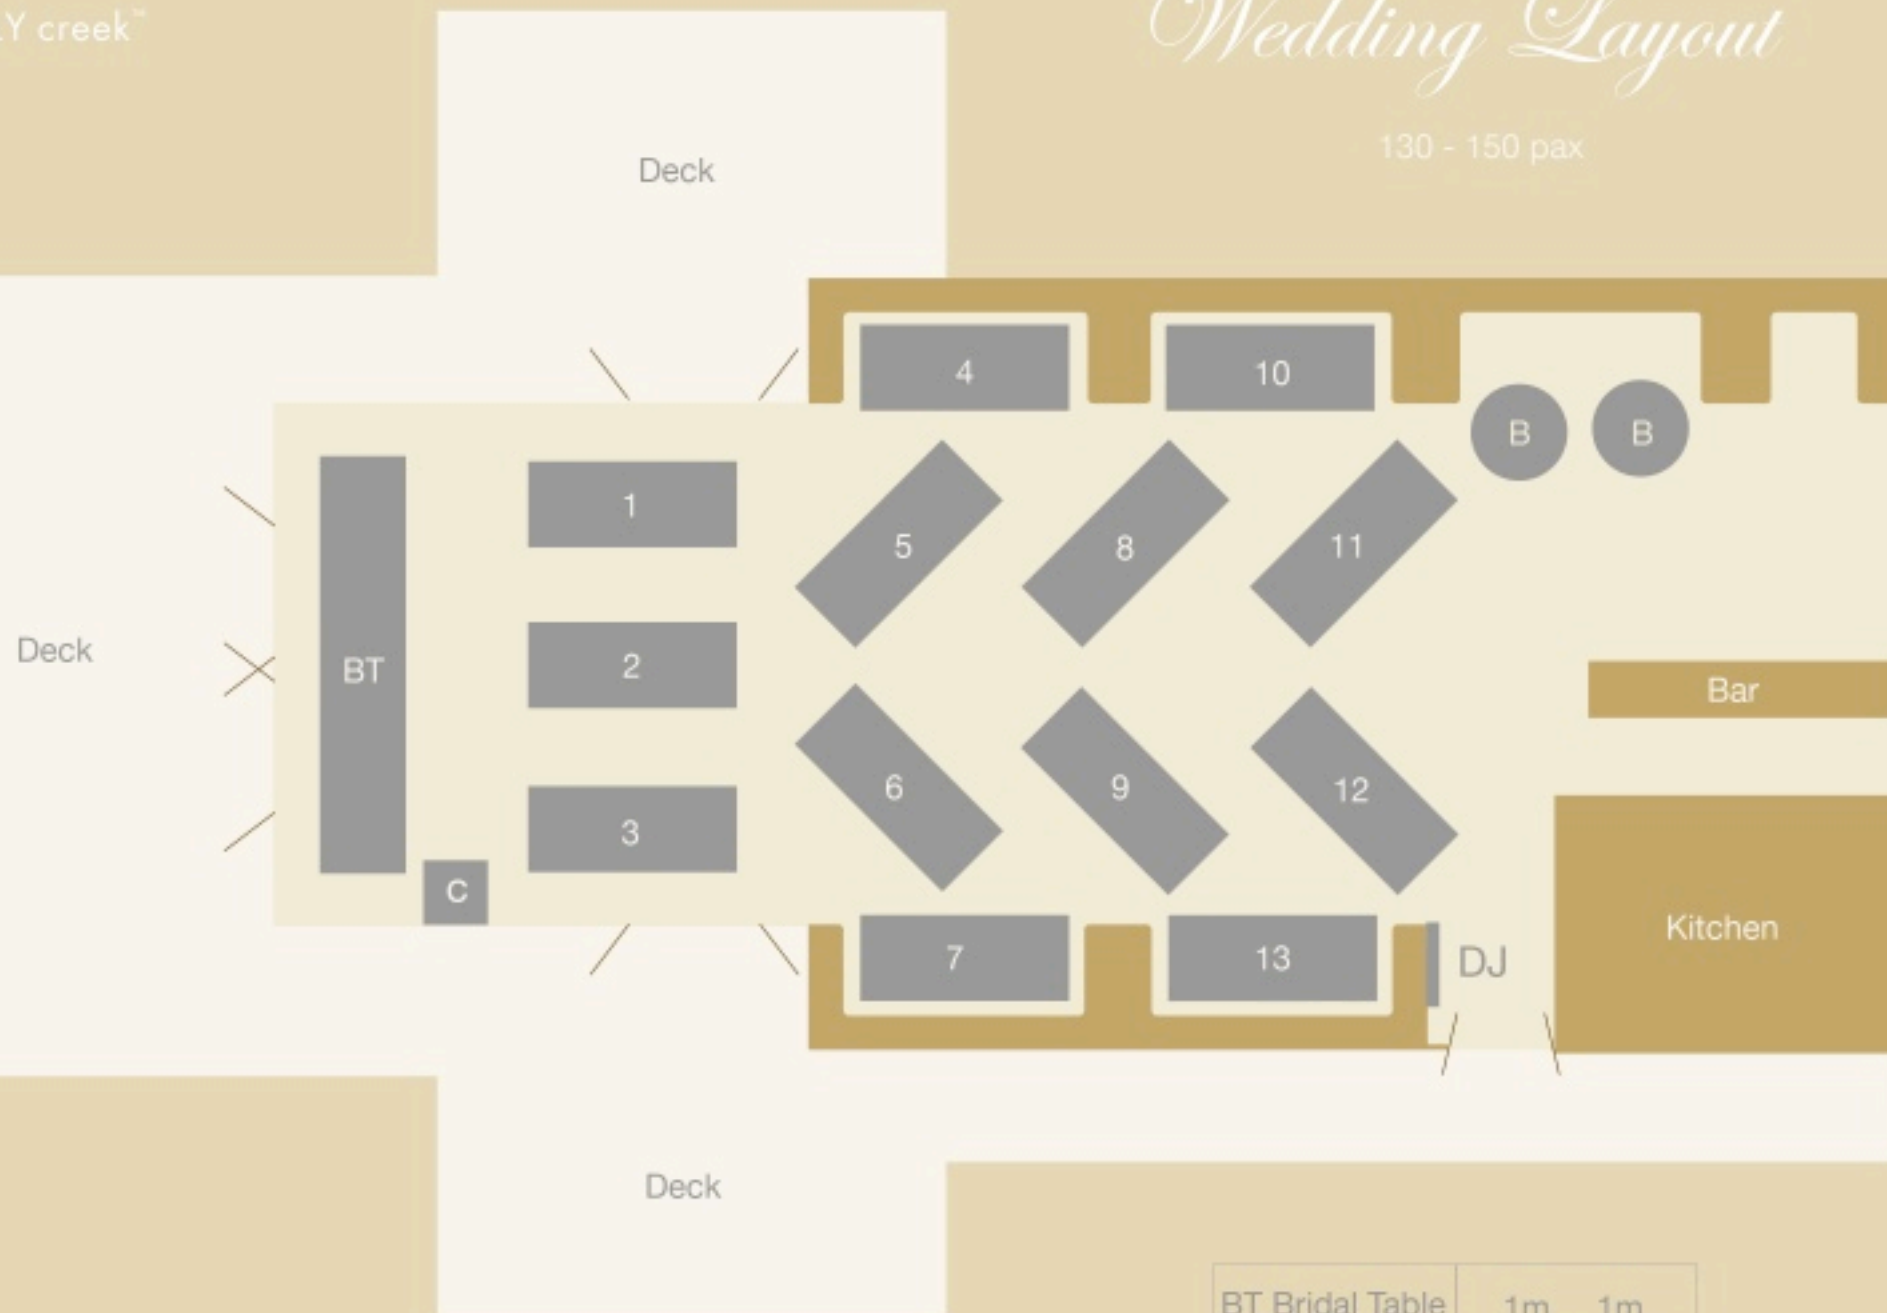 Y creek™
Wedding Layout
130 - 150 pax
Deck
4
10
B
B
1
5
8
11
Deck
BT
2
Bar
6
9
12
3
C
Kitchen
7
13
DJ
Deck
BT Bridal Table
1m
1m